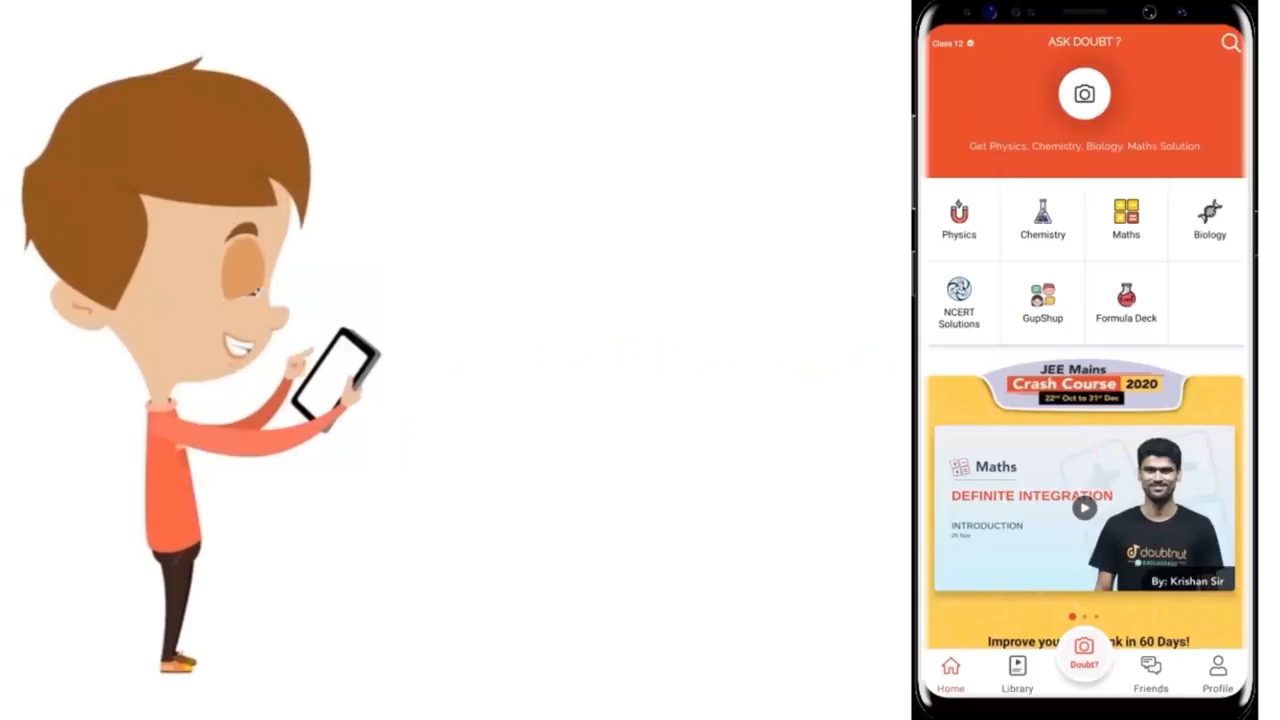 Class 12
ASK DOUBT ?
Get Physics, Chemistry, Biology, Maths Solution
Physics
Chemistry
Maths
Biology
NCERT
Solutions
GupShup
Formula Deck
JEE Mains
Crash Course 2020
22nd Oct to 31st Dec
Maths
DEFINITE INTEGRATION
INTRODUCTION
doubtnut
By: Krishan Sir
in 60 Days!
Doubt?
Home
Library
Friends
Profile